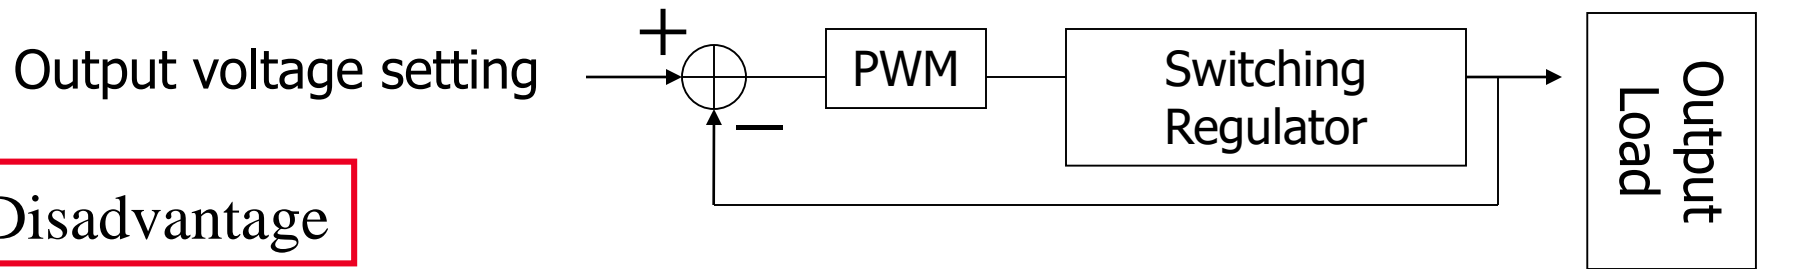 Output voltage setting
+
PWM
Switching
Regulator
Output
Load
−
Disadvantage